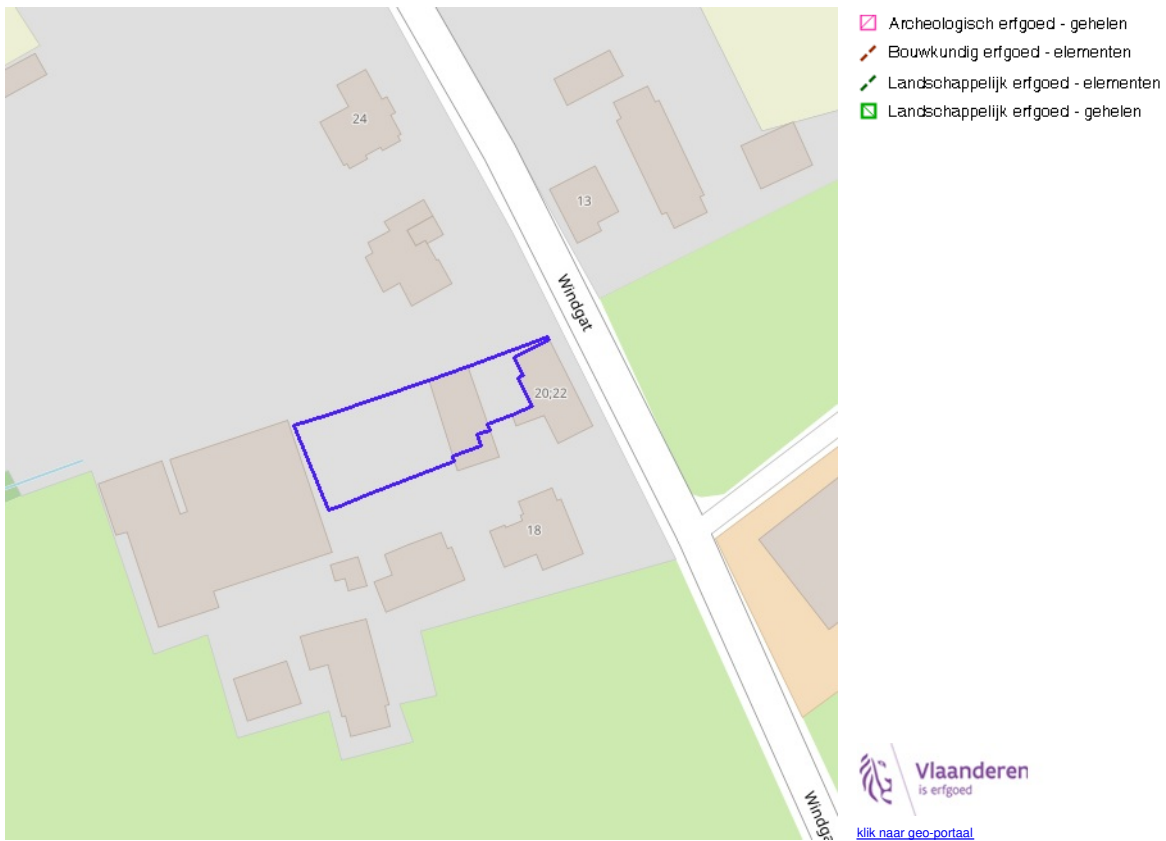 Archeologisch erfgoed - gehelen
Bouwkundig erfgoed - elementen
Landschappelijk erfgoed - elementen
Landschappelijk erfgoed - gehelen
24
13
Windgat
20;22
18
Windga
Vlaanderen
is erfgoed
klik naar geo-portaal